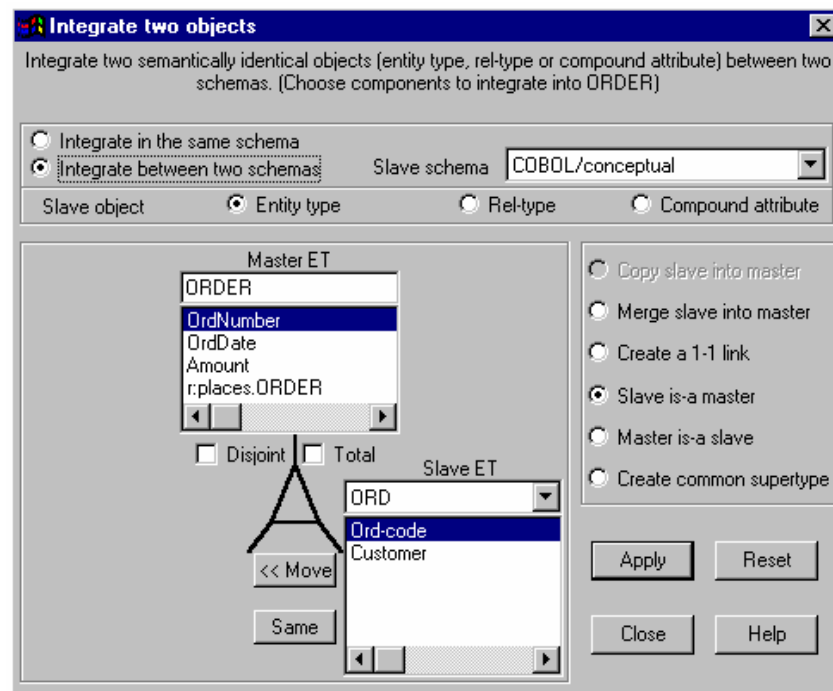 Integrate two objects
Integrate two semantically identical objects (entity type, rel-type or compound attribute) between two
schemas. (Choose components to integrate into ORDER)
Integrate in the same schema
Integrate between two schemas
Slave schema
COBOL/conceptual
Slave object
Entity type
Rel-type
Compound attribute
Master ET
ORDER
OrdNumber
OrdDate
Amount
r:places.ORDER
Disjoint
Total
Slave ET
ORD
Ord-code
Customer
<< Move
Same
Copy slave into master
Merge slave into master
Create a 1-1 link
Slave is-a master
Master is-a slave
Create common supertype
Apply
Reset
Close
Help